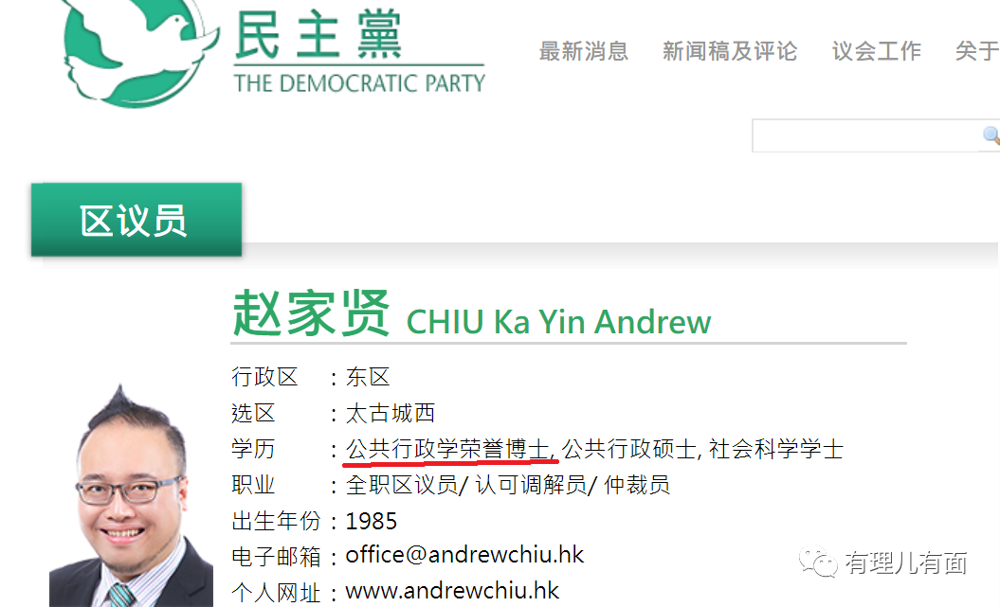 民主黨
THE DEMOCRATIC PARTY
最新消息 新闻稿及评论 议会工作 关于
区议员
赵家贤 CHIU Ka Yin Andrew
行政区 : 东区
选区 : 太古城西
学历 : 公共行政学荣誉博士, 公共行政硕士, 社会科学学士
职业 : 全职区议员/ 认可调解员/ 仲裁员
出生年份 : 1985
电子邮箱 : office@andrewchiu.hk
个人网址 : www.andrewchiu.hk
有理儿有面